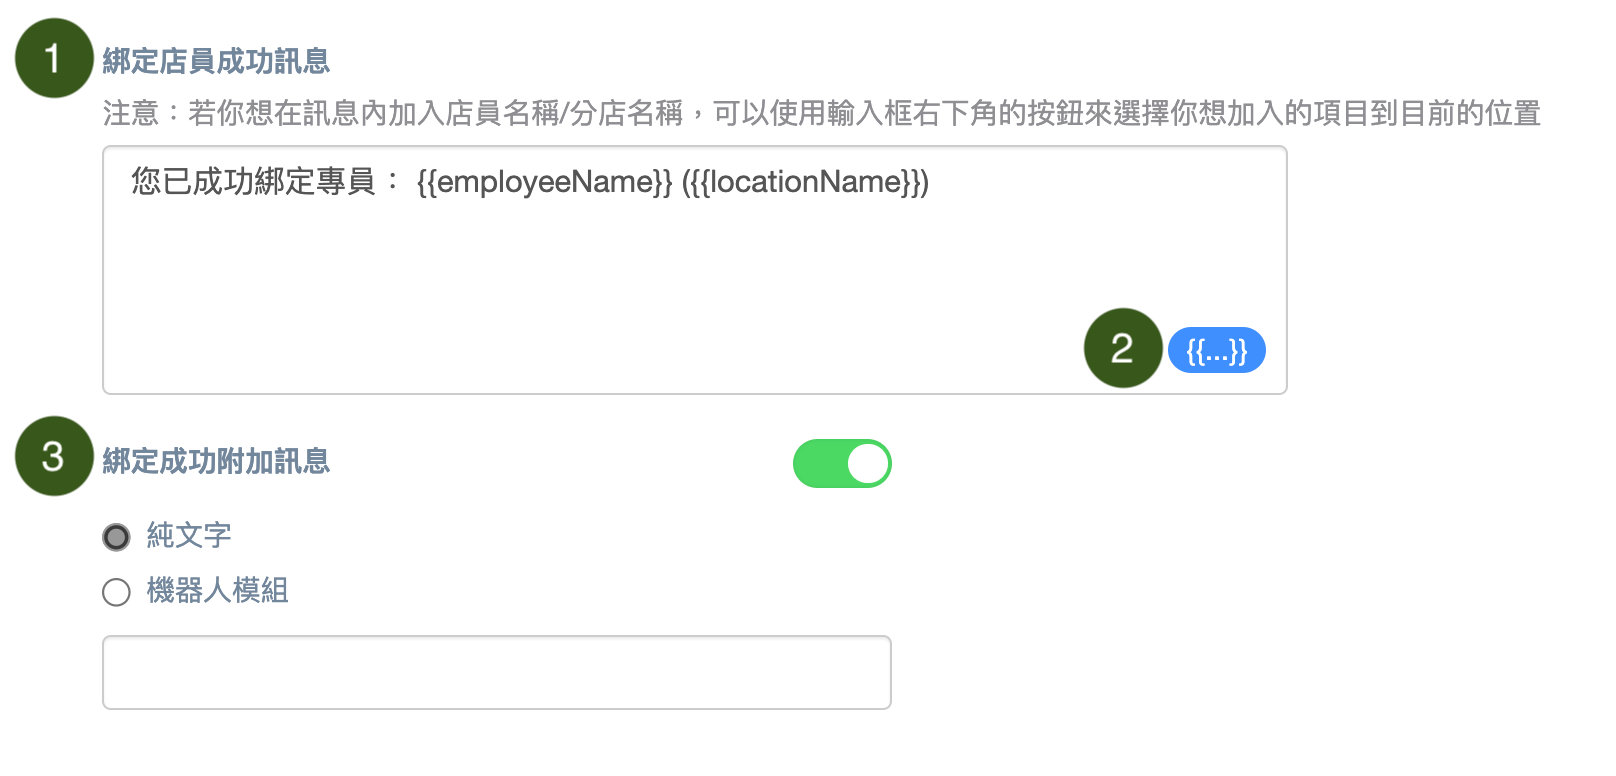 1 綁定店員成功訊息
注意：若你想在訊息內加入店員名稱/分店名稱，可以使用輸入框右下角的按鈕來選擇你想加入的項目到目前的位置
您已成功綁定專員： {{employeeName}} ({{locationName}})
2 {{...}}
3 綁定成功附加訊息
純文字
機器人模組